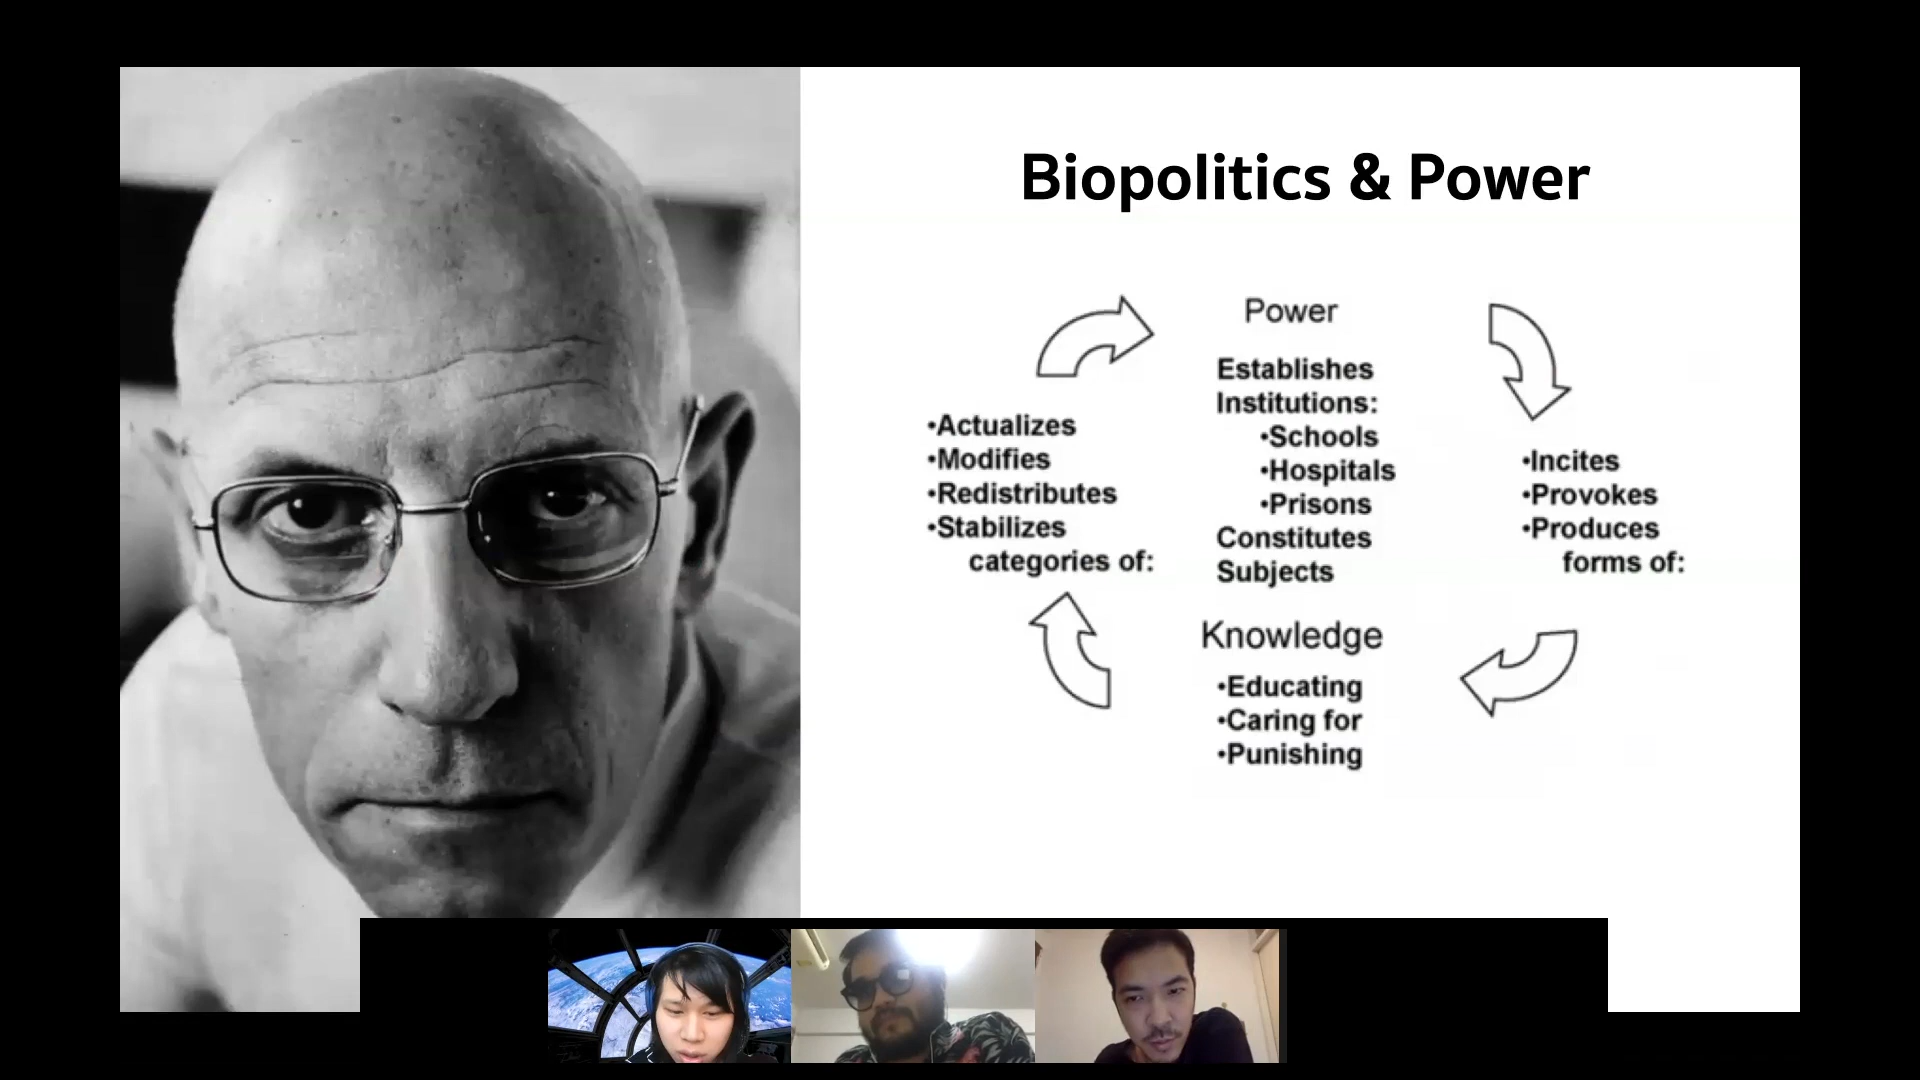 Biopolitics & Power
Power
Establishes
Institutions:
•Schools
•Hospitals
•Prisons
Constitutes
Subjects
•Incites
•Provokes
•Produces
forms of:
Knowledge
•Educating
•Caring for
•Punishing
•Actualizes
•Modifies
•Redistributes
•Stabilizes
categories of: